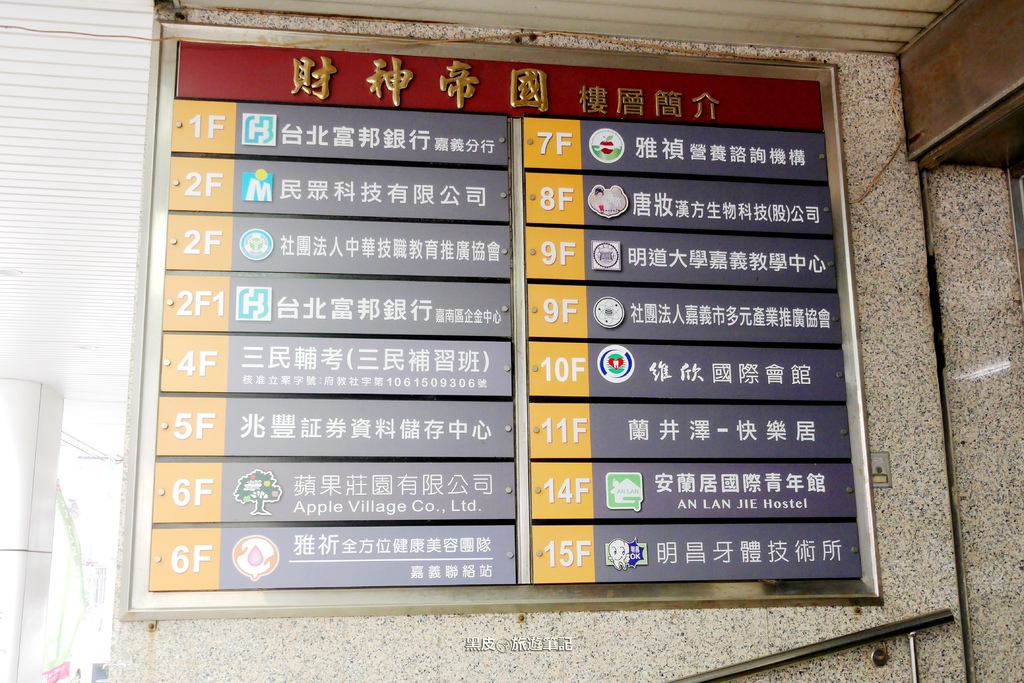 財神帝國 樓層簡介
1F 台北富邦銀行 嘉義分行
2F 民眾科技有限公司
2F 社團法人中華技職教育推廣協會
2F1 台北富邦銀行 嘉南區企金中心
4F 三民輔考(三民補習班)
核准立案字號:府教社字第1061509306號
5F 兆豐証券資料儲存中心
6F 蘋果莊園有限公司
Apple Village Co., Ltd.
6F 雅祈全方位健康美容團隊
嘉義聯絡站
7F 雅禎營養諮詢機構
8F 唐妝漢方生物科技(股)公司
9F 明道大學嘉義教學中心
9F 社團法人嘉義市多元產業推廣協會
10F 維欣國際會館
11F 蘭井澤-快樂居
14F AN LAN 安蘭居國際青年館
AN LAN JIE Hostel
15F OK 明昌牙體技術所
黑皮旅遊筆記